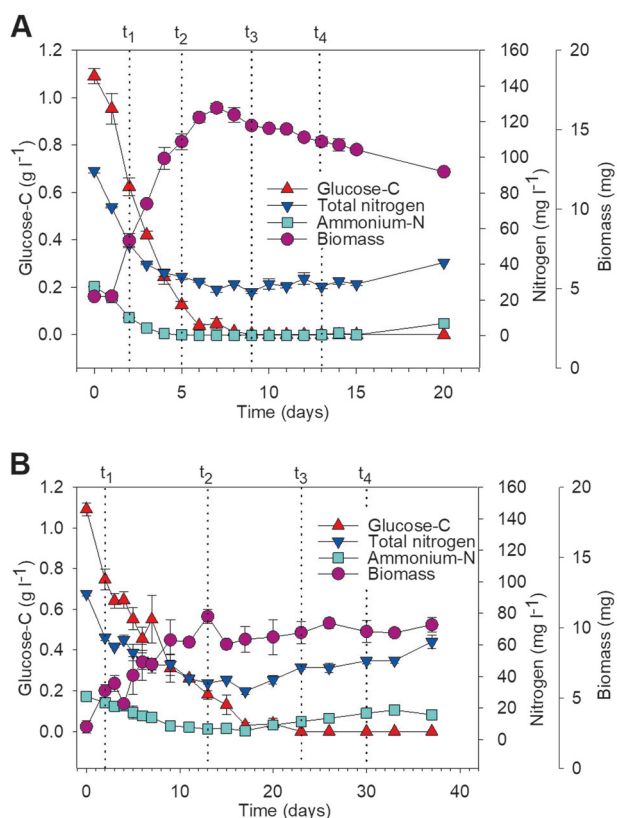 A
t1 t2 t3 t4
1.2 160 20
1.0 140
120 15
0.8 100
0.6 80 10
0.4 60
40 5
0.2 20
0.0 0
0
Glucose-C (g l-1)
Nitrogen (mg l-1)
Biomass (mg)
Glucose-C
Total nitrogen
Ammonium-N
Biomass
0 5 10 15 20
Time (days)
B
t1 t2 t3 t4
1.2 160 20
1.0 140
120 15
0.8 100
0.6 80 10
0.4 60
40 5
0.2 20
0.0 0
0
Glucose-C (g l-1)
Nitrogen (mg l-1)
Biomass (mg)
Glucose-C
Total nitrogen
Ammonium-N
Biomass
0 10 20 30 40
Time (days)